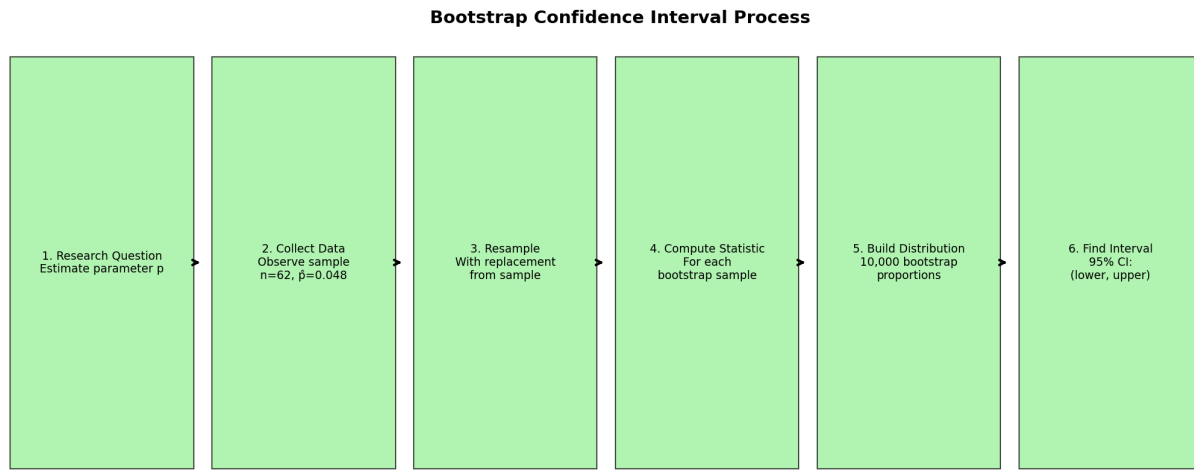 Bootstrap Confidence Interval Process
1. Research Question
Estimate parameter p
2. Collect Data
Observe sample
n=62, p̂=0.048
3. Resample
With replacement
from sample
4. Compute Statistic
For each
bootstrap sample
5. Build Distribution
10,000 bootstrap
proportions
6. Find Interval
95% CI:
(lower, upper)